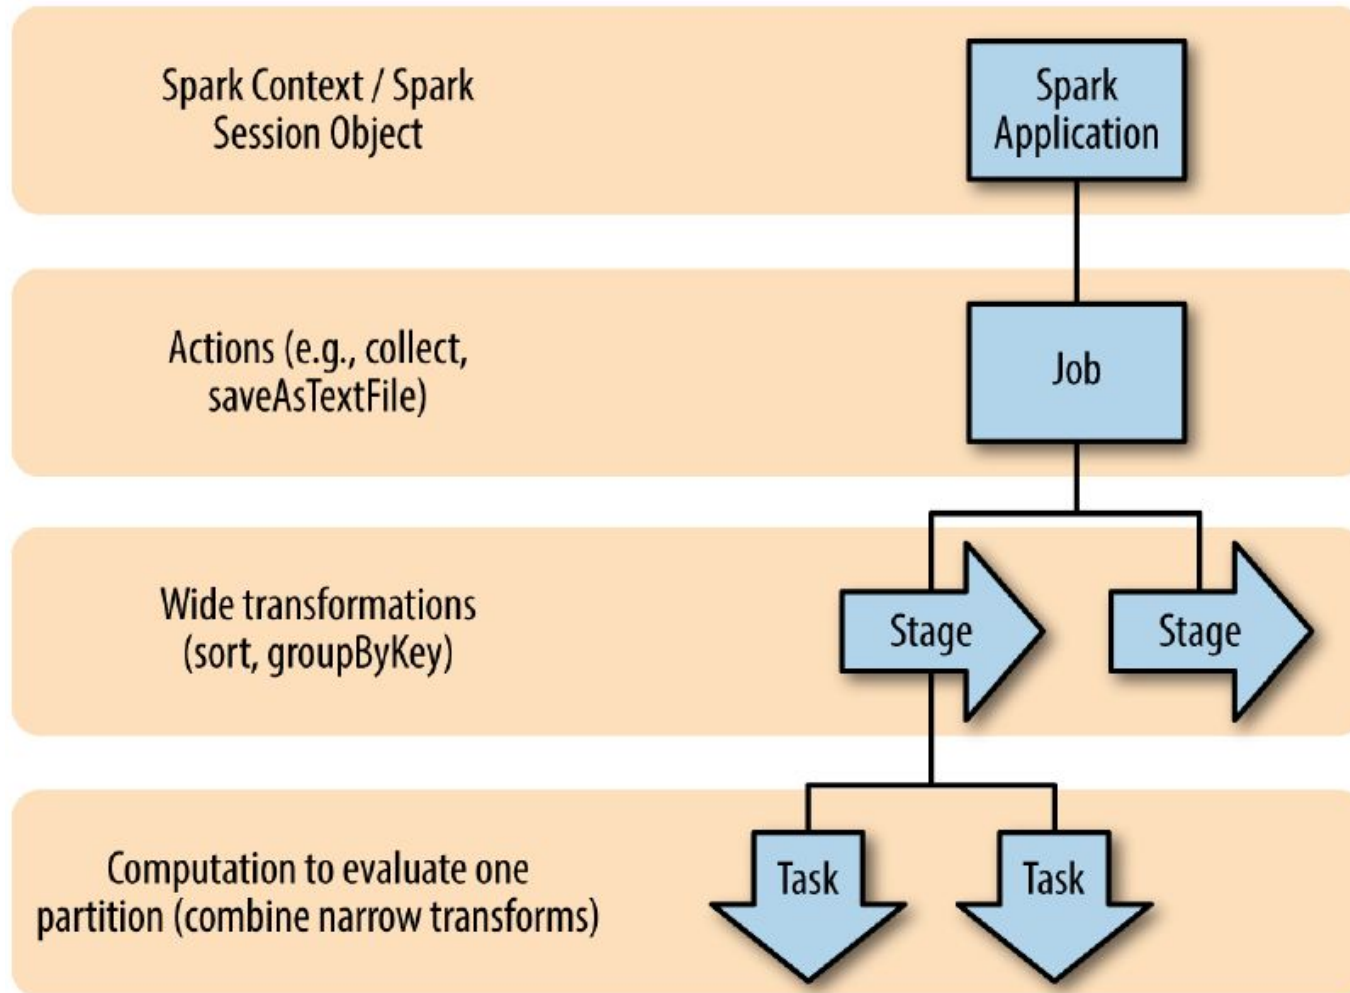 Spark Context / Spark
Session Object
Spark
Application
Actions (e.g., collect,
saveAsTextFile)
Job
Wide transformations
(sort, groupByKey)
Stage
Stage
Computation to evaluate one
partition (combine narrow transforms)
Task
Task